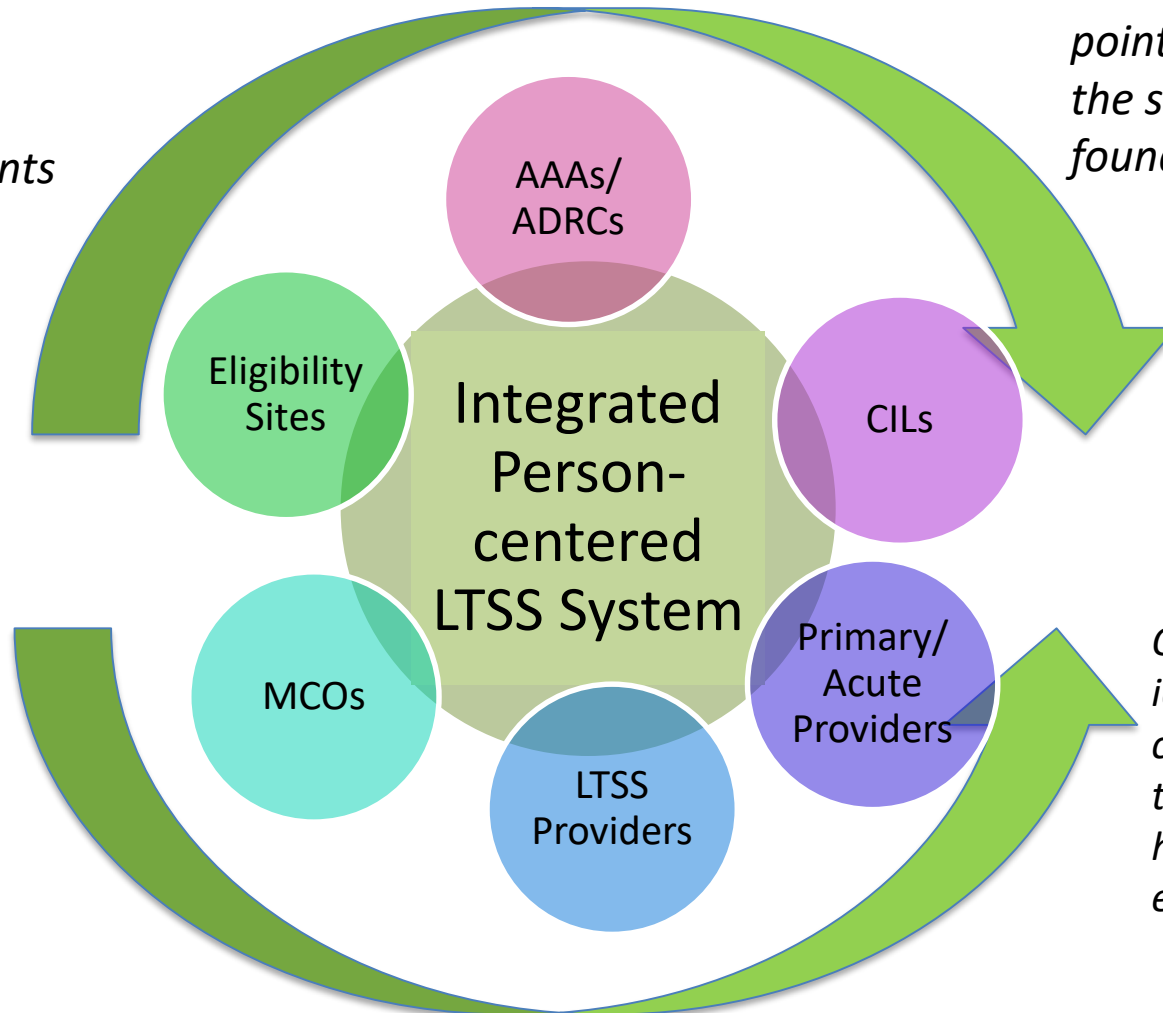 point
the s
nts
AAAs/
ADRCs
Eligibility
Sites
Integrated
Person-
centered
LTSS System
CILs
MCOs
Primary/
Acute
Providers
LTSS
Providers
t
h
e